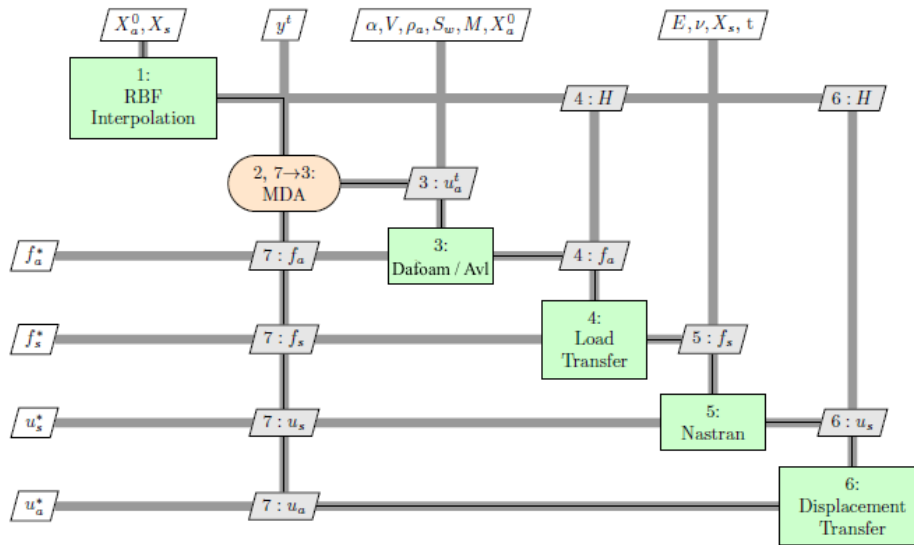 X_a^0, X_s
y^t
α, V, ρ_a, S_w, M, X_a^0
E, ν, X_s, t
1:
RBF
Interpolation
4 : H
6 : H
2, 7→3:
MDA
3 : u_a^t
f_a^*
7 : f_a
3:
Dafoam / Avl
4 : f_a
f_s^*
7 : f_s
4:
Load
Transfer
5 : f_s
u_s^*
7 : u_s
5:
Nastran
6 : u_s
u_a^*
7 : u_a
6:
Displacement
Transfer